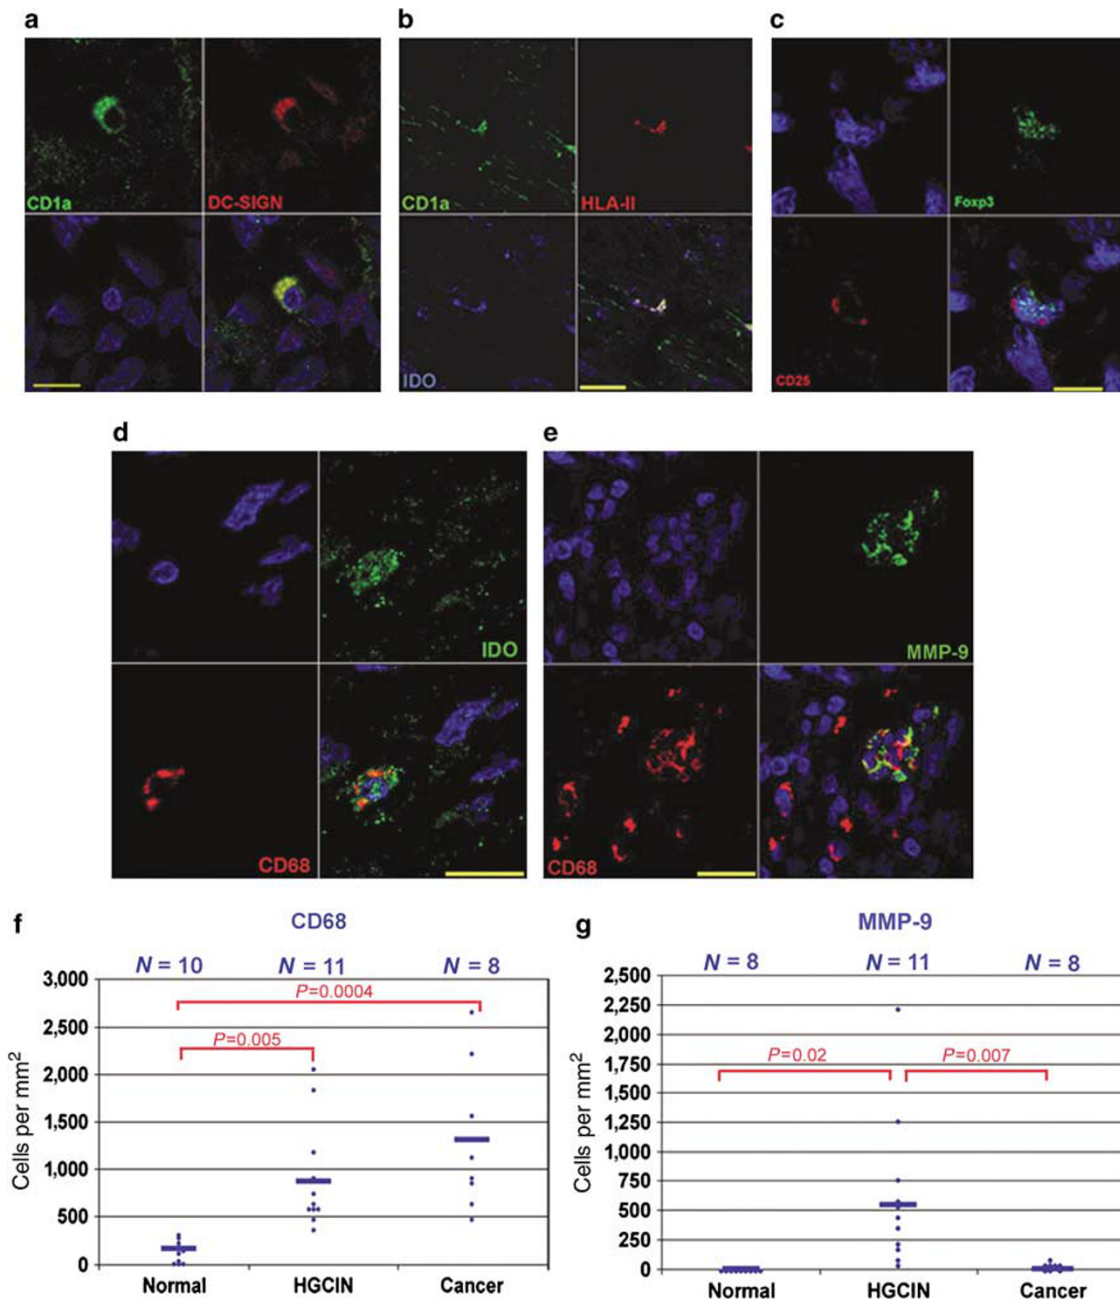 a
b
c
CD1a
DC-SIGN
CD1a
HLA-II
Foxp3
IDO
CD25
d
e
IDO
MMP-9
CD68
CD68
f
CD68
N = 10
N = 11
N = 8
Cells per mm²
3,000
2,500
2,000
1,500
1,000
500
0
P=0.0004
P=0.005
Normal
HGCIN
Cancer
g
MMP-9
N = 8
N = 11
N = 8
Cells per mm²
2,500
2,250
2,000
1,750
1,500
1,250
1,000
750
500
250
0
P=0.02
P=0.007
Normal
HGCIN
Cancer